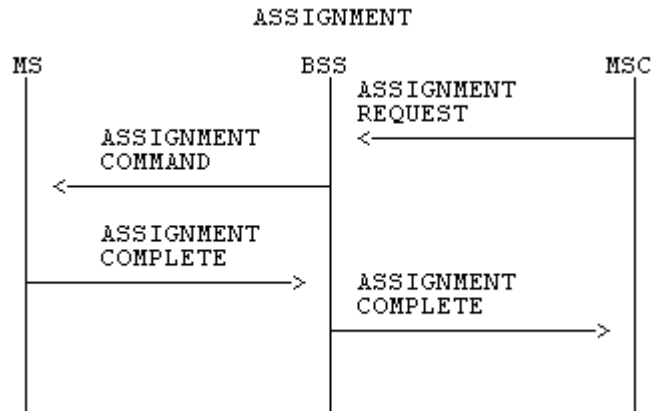 ASSIGNMENT
MS BSS MSC
ASSIGNMENT
REQUEST
ASSIGNMENT
COMMAND
ASSIGNMENT
COMPLETE
ASSIGNMENT
COMPLETE